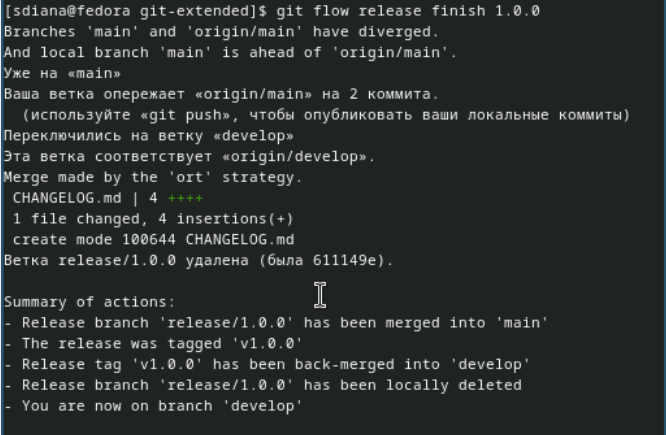 [sdiana@fedora git-extended]$ git flow release finish 1.0.0
Branches 'main' and 'origin/main' have diverged.
And local branch 'main' is ahead of 'origin/main'.
Уже на «main»
Ваша ветка опережает «origin/main» на 2 коммита.
  (используйте «git push», чтобы опубликовать ваши локальные коммиты)
Переключились на ветку «develop»
Эта ветка соответствует «origin/develop».
Merge made by the 'ort' strategy.
 CHANGELOG.md | 4 ++++
 1 file changed, 4 insertions(+)
 create mode 100644 CHANGELOG.md
Ветка release/1.0.0 удалена (была 611149e).

Summary of actions:
- Release branch 'release/1.0.0' has been merged into 'main'
- The release was tagged 'v1.0.0'
- Release tag 'v1.0.0' has been back-merged into 'develop'
- Release branch 'release/1.0.0' has been locally deleted
- You are now on branch 'develop'